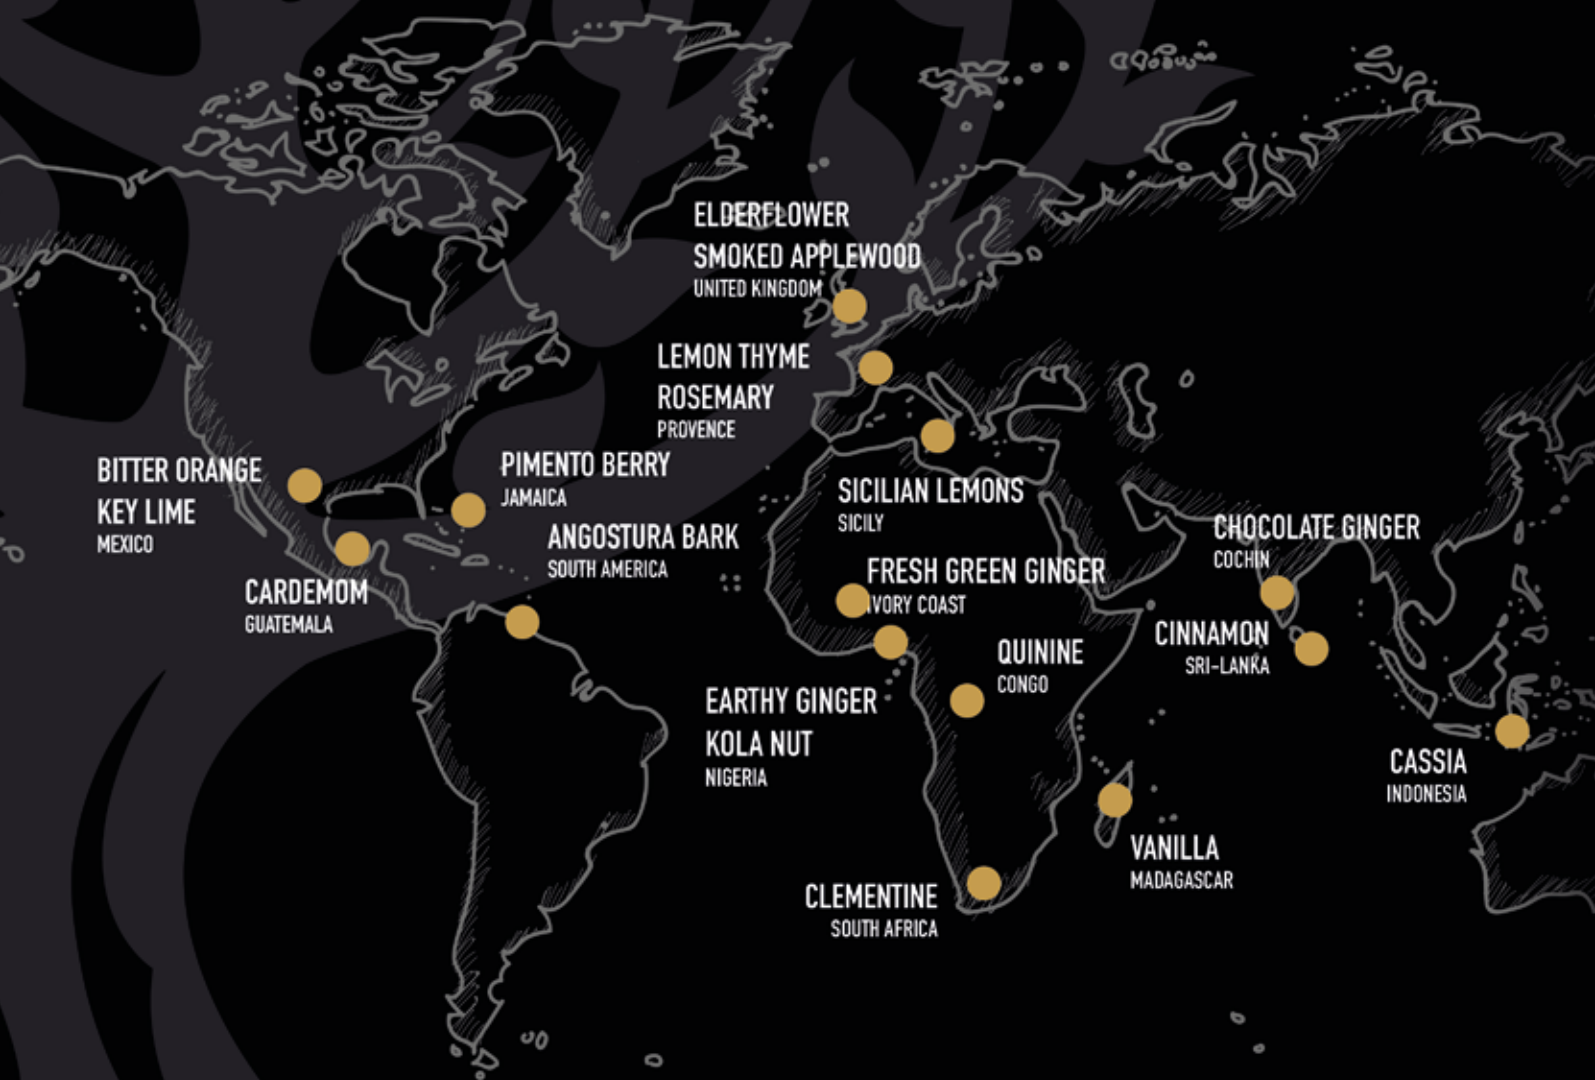 ELDERFLOWER
SMOKED APPLEWOOD
UNITED KINGDOM
LEMON THYME
ROSEMARY
PROVENCE
BITTER ORANGE
KEY LIME
MEXICO
PIMENTO BERRY
JAMAICA
ANGOSTURA BARK
SOUTH AMERICA
CARDEMOM
GUATEMALA
SICILIAN LEMONS
SICILY
FRESH GREEN GINGER
IVORY COAST
CHOCOLATE GINGER
COCHIN
CINNAMON
SRI-LANKA
QUININE
CONGO
EARTHY GINGER
KOLA NUT
NIGERIA
CASSIA
INDONESIA
VANILLA
MADAGASCAR
CLEMENTINE
SOUTH AFRICA